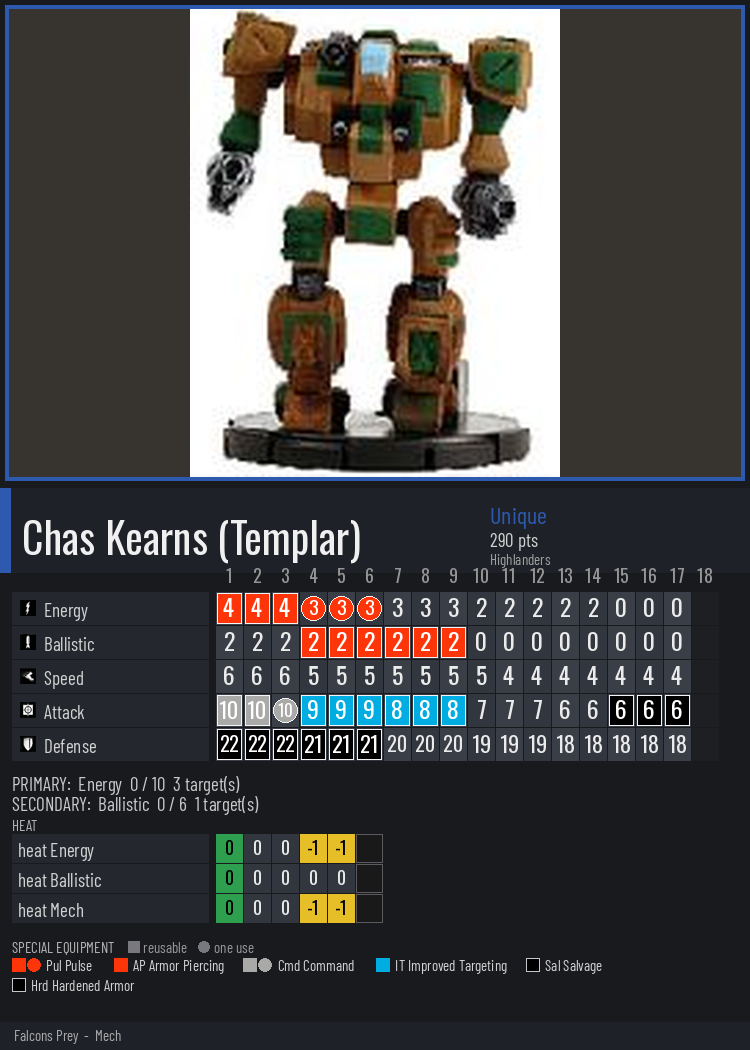 Chas Kearns (Templar)
Unique
290 pts
Highlanders
1 2 3 4 5 6 7 8 9 10 11 12 13 14 15 16 17 18
Energy 4 4 4 3 3 3 3 3 3 2 2 2 2 2 0 0 0
Ballistic 2 2 2 2 2 2 2 2 2 0 0 0 0 0 0 0 0
Speed 6 6 6 5 5 5 5 5 5 5 4 4 4 4 4 4 4
Attack 10 10 10 9 9 9 8 8 8 7 7 7 6 6 6 6 6
Defense 22 22 22 21 21 21 20 20 20 19 19 19 18 18 18 18 18
PRIMARY: Energy 0 / 10 3 target(s)
SECONDARY: Ballistic 0 / 6 1 target(s)
HEAT
heat Energy 0 0 0 -1 -1
heat Ballistic 0 0 0 0 0
heat Mech 0 0 0 -1 -1
SPECIAL EQUIPMENT reusable one use
Pul Pulse AP Armor Piercing Cmd Command IT Improved Targeting Sal Salvage
Hrd Hardened Armor
Falcons Prey - Mech